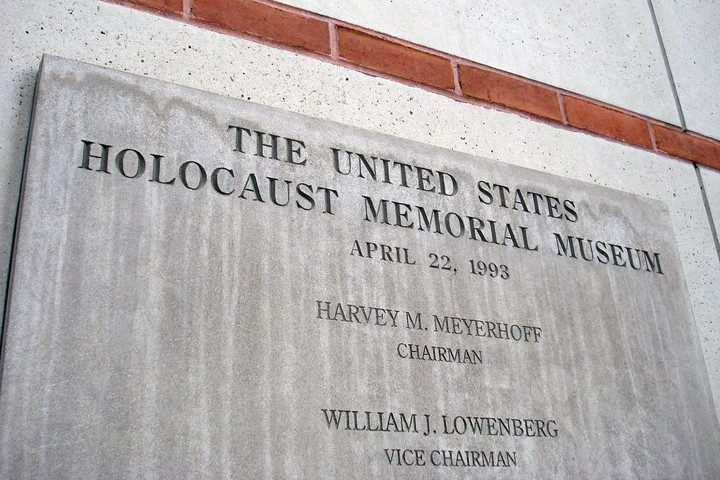 THE UNITED STATES
HOLOCAUST MEMORIAL MUSEUM
APRIL 22, 1993
HARVEY M. MEYERHOFF
CHAIRMAN
WILLIAM J. LOWENBERG
VICE CHAIRMAN